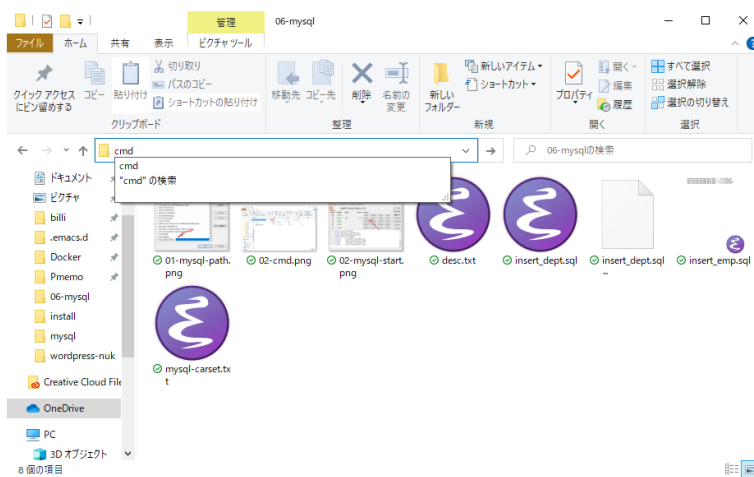 管理
06-mysql
ファイル ホーム 共有 表示 ピクチャ ツール
クイック アクセス
にピン留めする
コピー
貼り付け
切り取り
パスのコピー
ショートカットの貼り付け
クリップボード
移動先
コピー先
削除
名前の
変更
整理
新しい
フォルダー
新しいアイテム
ショートカット
新規
プロパティ
開く
編集
履歴
開く
すべて選択
選択解除
選択の切り替え
選択
cmd
06-mysqlの検索
cmd
"cmd" の検索
ドキュメント
ピクチャ
billi
.emacs.d
Docker
Pmemo
06-mysql
install
mysql
wordpress-nuk
Creative Cloud File
OneDrive
PC
3D オブジェクト
01-mysql-path.
png
02-cmd.png
02-mysql-start.
png
desc.txt
insert_dept.sql
insert_dept.sql
~
insert_emp.sql
mysql-carset.tx
t
8 個の項目